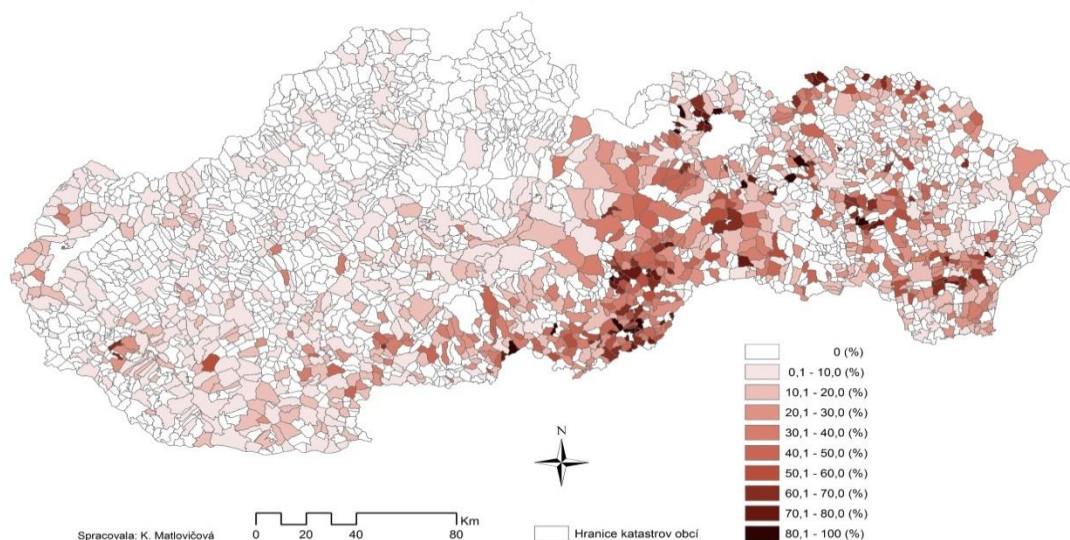 0 (%)
0,1 - 10,0 (%)
10,1 - 20,0 (%)
20,1 - 30,0 (%)
30,1 - 40,0 (%)
40,1 - 50,0 (%)
50,1 - 60,0 (%)
60,1 - 70,0 (%)
70,1 - 80,0 (%)
80,1 - 100 (%)
N
Km
0 20 40 80
Spracovala: K. Matlovičová
Hranice katastrov obcí